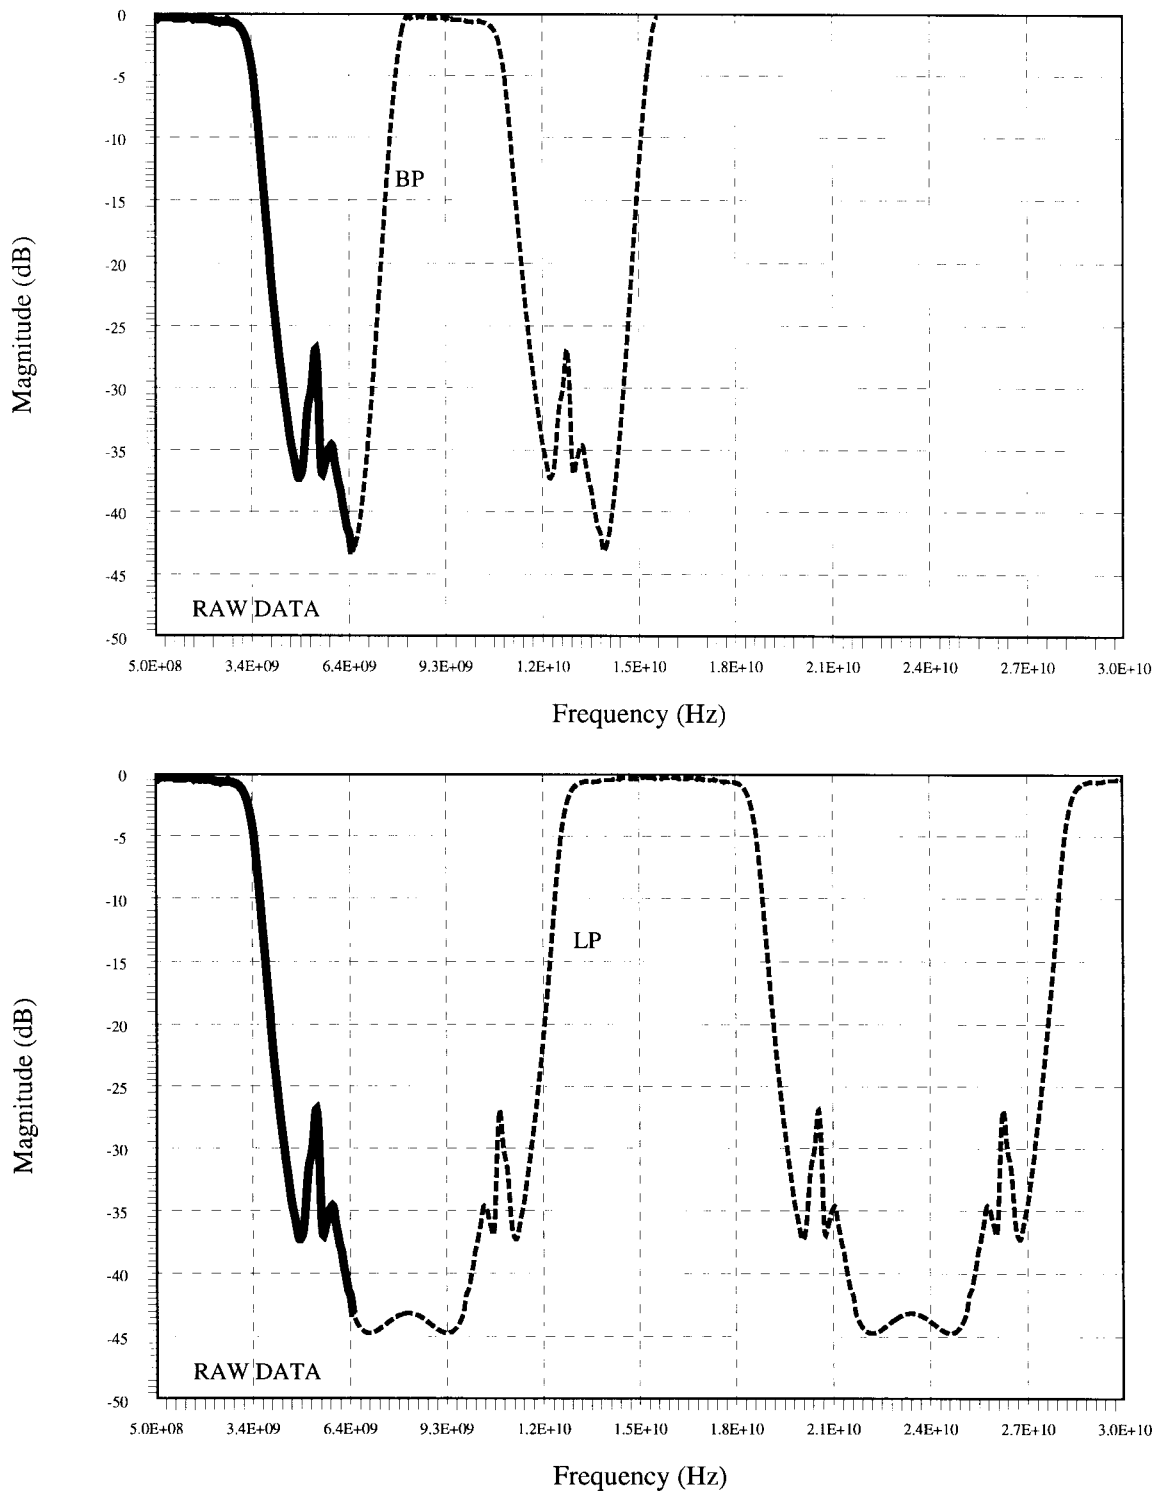 0
-5
-10
-15
-20
-25
-30
-35
-40
-45
-50
Magnitude (dB)
BP
RAW DATA
5.0E+08 3.4E+09 6.4E+09 9.3E+09 1.2E+10 1.5E+10 1.8E+10 2.1E+10 2.4E+10 2.7E+10 3.0E+10
Frequency (Hz)
0
-5
-10
-15
-20
-25
-30
-35
-40
-45
-50
Magnitude (dB)
LP
RAW DATA
5.0E+08 3.4E+09 6.4E+09 9.3E+09 1.2E+10 1.5E+10 1.8E+10 2.1E+10 2.4E+10 2.7E+10 3.0E+10
Frequency (Hz)